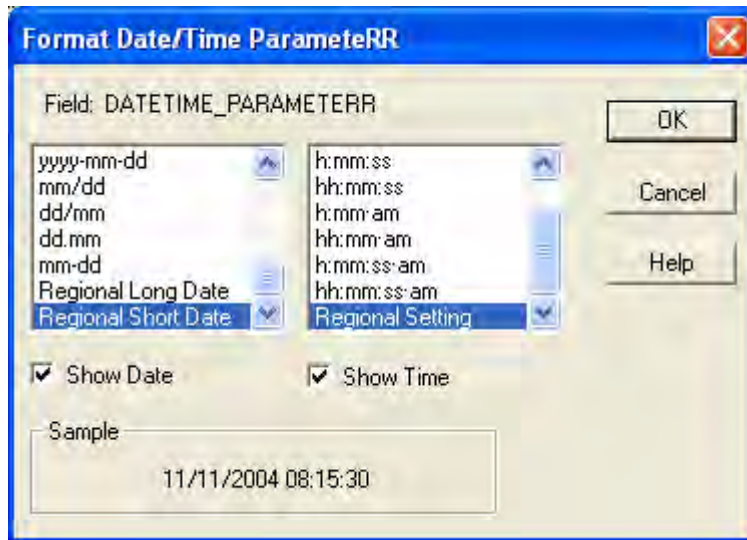 Format Date/Time ParameteRR
Field: DATETIME_PARAMETERR
OK
Cancel
Help
yyyy-mm-dd
mm/dd
dd/mm
dd.mm
mm-dd
Regional Long Date
Regional Short Date
h:mm:ss
hh:mm:ss
h:mm am
hh:mm am
h:mm:ss am
hh:mm:ss am
Regional Setting
Show Date
Show Time
Sample
11/11/2004 08:15:30